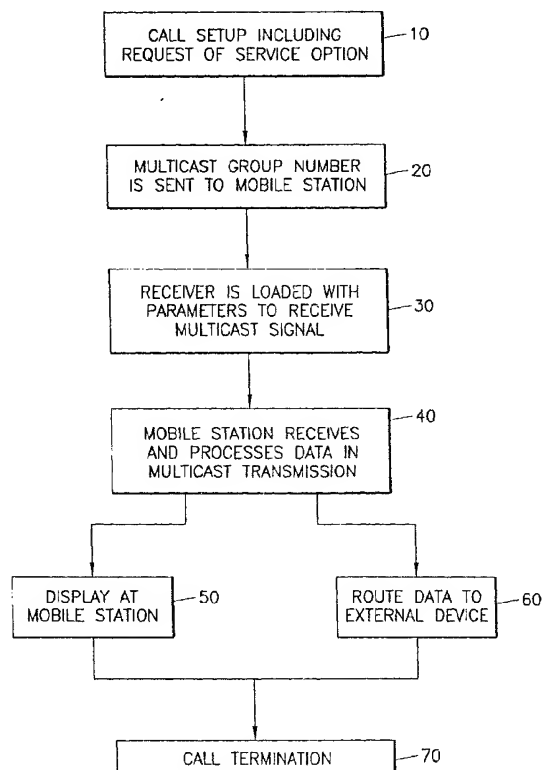 CALL SETUP INCLUDING
REQUEST OF SERVICE OPTION
10
MULTICAST GROUP NUMBER
IS SENT TO MOBILE STATION
20
RECEIVER IS LOADED WITH
PARAMETERS TO RECEIVE
MULTICAST SIGNAL
30
40
MOBILE STATION RECEIVES
AND PROCESSES DATA IN
MULTICAST TRANSMISSION
DISPLAY AT
MOBILE STATION
50
ROUTE DATA TO
EXTERNAL DEVICE
60
CALL TERMINATION
70